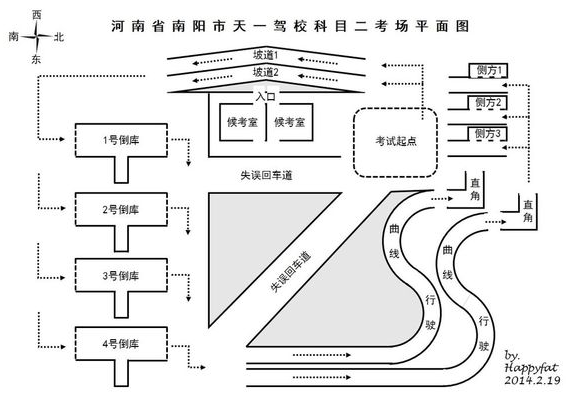 河南省南阳市天一驾校科目二考场平面图
西
南
北
东
坡道1
坡道2
入口
候考室
候考室
考试起点
侧方1
侧方2
侧方3
1号倒库
2号倒库
3号倒库
4号倒库
失误回车道
失误回车道
直角
直角
曲线行驶
曲线行驶
by.
Happyfat
2014.2.19